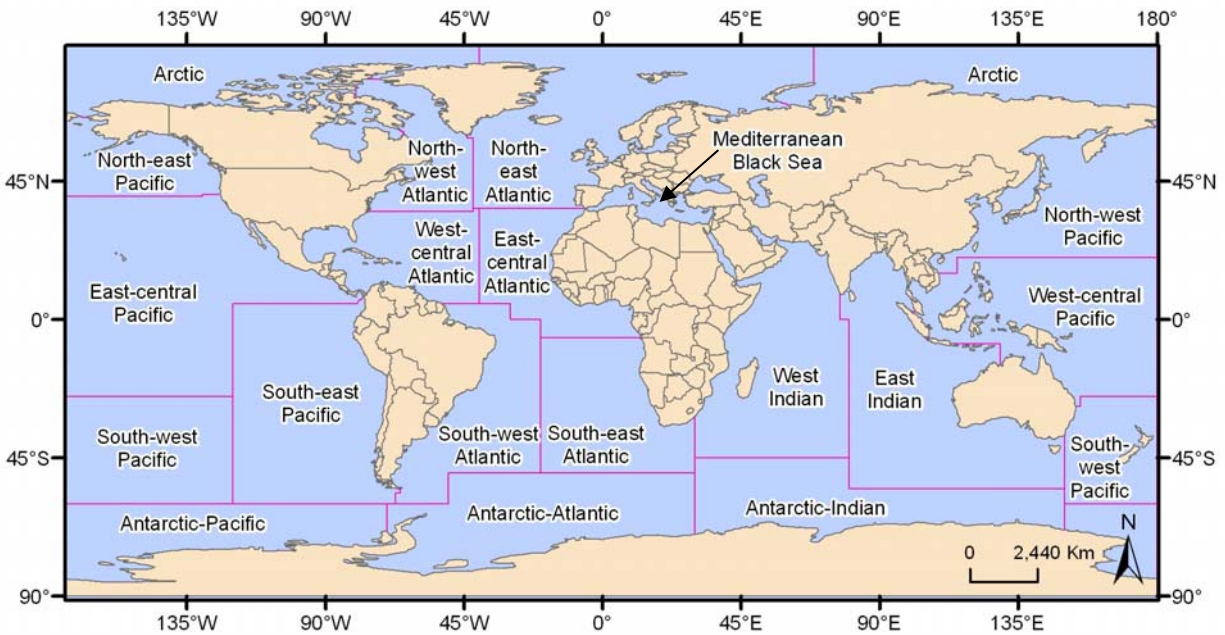 135°W 90°W 45°W 0° 45°E 90°E 135°E 180°
Arctic
Arctic
North-east
Pacific
North-
west
Atlantic
North-
east
Atlantic
Mediterranean
Black Sea
45°N
45°N
North-west
Pacific
West-
central
Atlantic
East-
central
Atlantic
East-central
Pacific
West-central
Pacific
0°
0°
South-east
Pacific
West
Indian
East
Indian
South-west
Pacific
South-west
Atlantic
South-east
Atlantic
South-
west
Pacific
45°S
45°S
Antarctic-Pacific
Antarctic-Atlantic
Antarctic-Indian
N
0 2,440 Km
90°
90°
135°W 90°W 45°W 0° 45°E 90°E 135°E